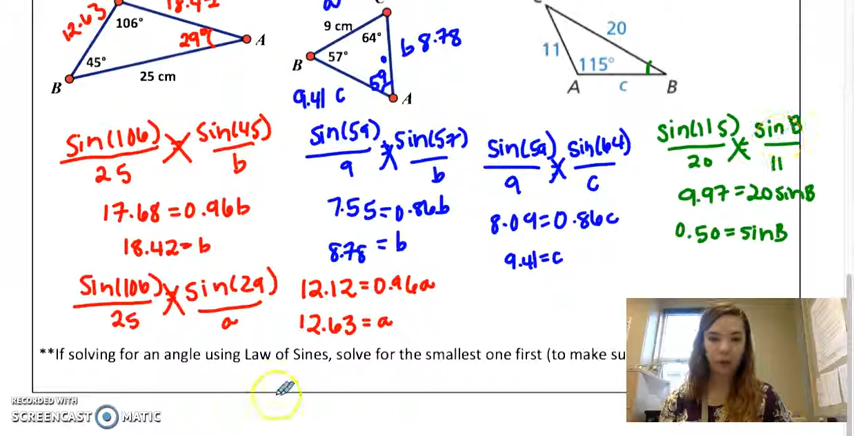 12.63
18.42
106°
29°
45°
A
B
25 cm
9 cm
64°
b 8.78
57°
B
59
A
9.41 c
20
11
115°
A
c
B
sin(106)/25 = sin(45)/b
17.68 = 0.96b
18.42 = b
sin(106)/25 = sin(29)/a
12.12 = 0.96a
12.63 = a
sin(59)/9 = sin(57)/b
7.55 = 0.86b
8.78 = b
sin(59)/9 = sin(64)/c
8.09 = 0.86c
9.41 = c
sin(115)/20 = sin B/11
9.97 = 20 sin B
0.50 = sin B
**If solving for an angle using Law of Sines, solve for the smallest one first (to make su
RECORDED WITH
SCREENCAST MATIC